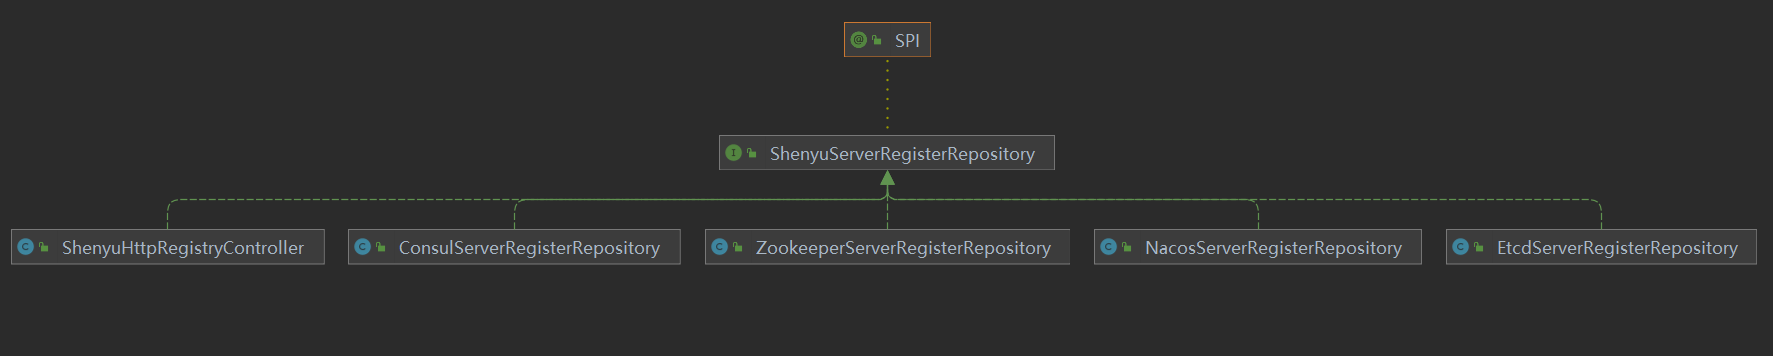 SPI
ShenyuServerRegisterRepository
ShenyuHttpRegistryController
ConsulServerRegisterRepository
ZookeeperServerRegisterRepository
NacosServerRegisterRepository
EtcdServerRegisterRepository